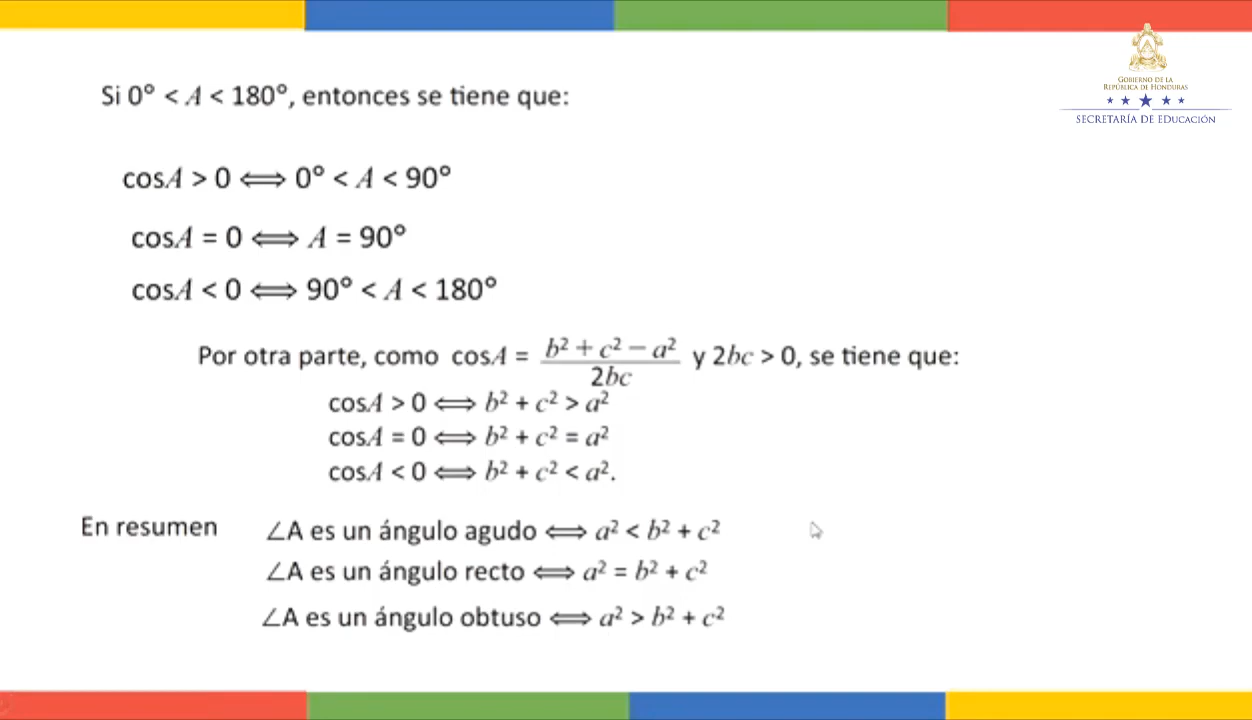 GOBIERNO DE LA
REPÚBLICA DE HONDURAS
SECRETARÍA DE EDUCACIÓN
Si 0° < A < 180°, entonces se tiene que:
cosA > 0 ⟺ 0° < A < 90°
cosA = 0 ⟺ A = 90°
cosA < 0 ⟺ 90° < A < 180°
Por otra parte, como cosA = (b² + c² − a²)/2bc y 2bc > 0, se tiene que:
cosA > 0 ⟺ b² + c² > a²
cosA = 0 ⟺ b² + c² = a²
cosA < 0 ⟺ b² + c² < a².
En resumen ∠A es un ángulo agudo ⟺ a² < b² + c²
∠A es un ángulo recto ⟺ a² = b² + c²
∠A es un ángulo obtuso ⟺ a² > b² + c²